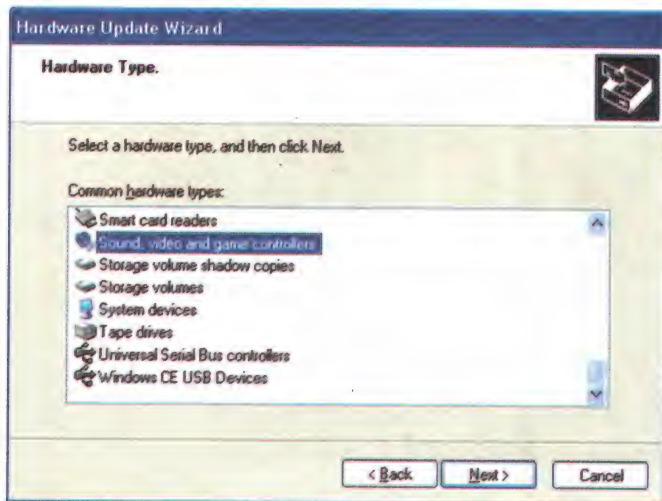 Hardware Update Wizard
Hardware Type.
Select a hardware type, and then click Next.
Common hardware types:
Smart card readers
Sound, video and game controllers
Storage volume shadow copies
Storage volumes
System devices
Tape drives
Universal Serial Bus controllers
Windows CE USB Devices
< Back
Next >
Cancel